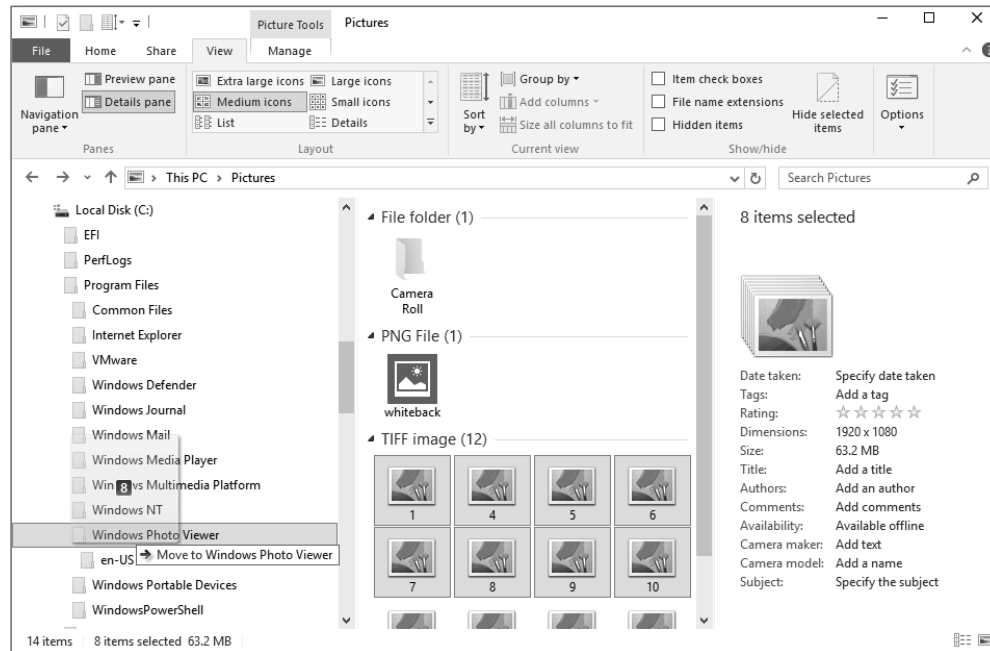 Picture Tools Pictures
File Home Share View Manage
Preview pane
Details pane
Navigation pane
Panes
Extra large icons Large icons
Medium icons Small icons
List Details
Layout
Sort by
Group by
Add columns
Size all columns to fit
Current view
Item check boxes
File name extensions
Hidden items
Hide selected items
Show/hide
Options
This PC > Pictures
Search Pictures
Local Disk (C:)
EFI
PerfLogs
Program Files
Common Files
Internet Explorer
VMware
Windows Defender
Windows Journal
Windows Mail
Windows Media Player
Win 8 vs Multimedia Platform
Windows NT
Windows Photo Viewer
en-US
Move to Windows Photo Viewer
Windows Portable Devices
WindowsPowerShell
File folder (1)
Camera
Roll
PNG File (1)
whiteback
TIFF image (12)
1 4 5 6
7 8 9 10
8 items selected
Date taken: Specify date taken
Tags: Add a tag
Rating:
Dimensions: 1920 x 1080
Size: 63.2 MB
Title: Add a title
Authors: Add an author
Comments: Add comments
Availability: Available offline
Camera maker: Add text
Camera model: Add a name
Subject: Specify the subject
14 items 8 items selected 63.2 MB